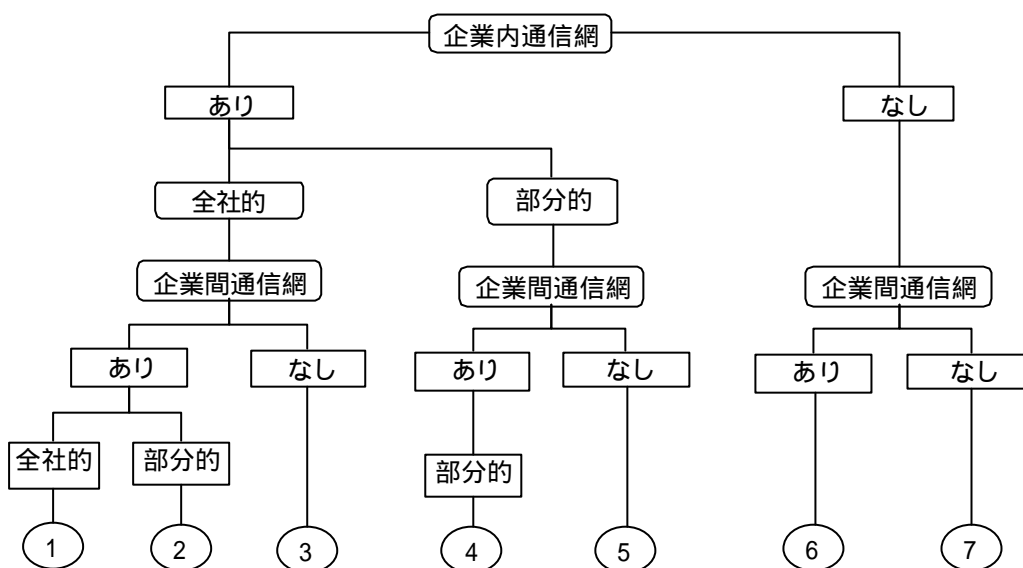 企業内通信網
あり
なし
全社的
部分的
企業間通信網
企業間通信網
企業間通信網
あり
なし
あり
なし
あり
なし
全社的
部分的
部分的
1
2
3
4
5
6
7